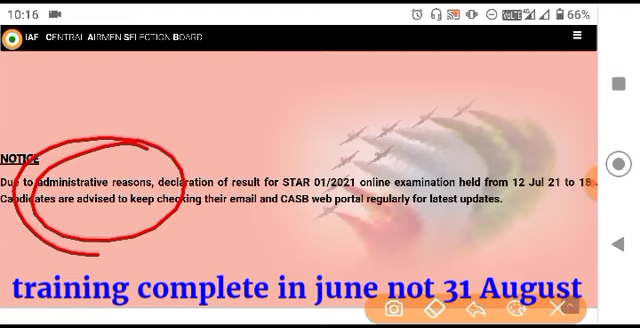 10:16
4G
VoLTE
66%
IAF CENTRAL AIRMEN SELECTION BOARD
NOTICE
Due to administrative reasons, declaration of result for STAR 01/2021 online examination held from 12 Jul 21 to 18
Candidates are advised to keep checking their email and CASB web portal regularly for latest updates.
training complete in june not 31 August